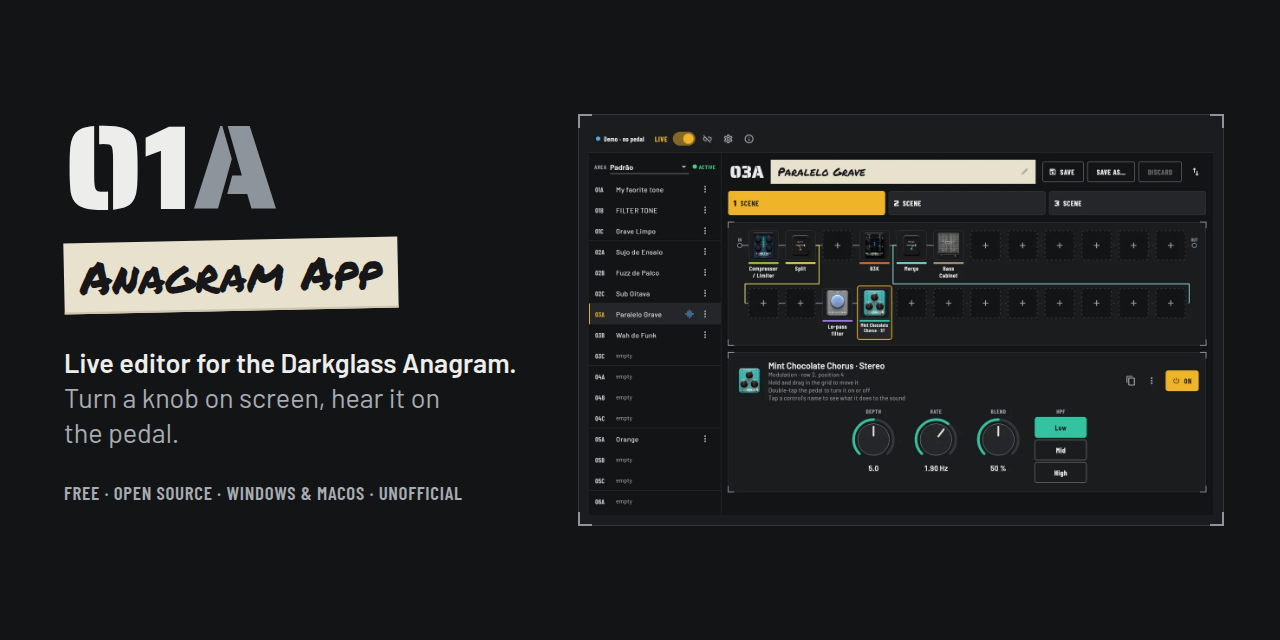 01A
Anagram App
Live editor for the Darkglass Anagram.
Turn a knob on screen, hear it on
the pedal.
FREE · OPEN SOURCE · WINDOWS & MACOS · UNOFFICIAL
Demo · no pedal LIVE
AREA Padrão ACTIVE
01A My faorite tone
01B FILTER TONE
01C Grave Limpo
02A Sujo de Ensaio
02B Fuzz de Palco
02C Sub Oitava
03A Paralelo Grave
03B Wah do Funk
03C empty
04A empty
04B empty
04C empty
05A Orange
05B empty
05C empty
06A empty
03A Paralelo Grave SAVE SAVE AS... DISCARD
1 SCENE 2 SCENE 3 SCENE
IN OUT
Compressor / Limiter
Split
B3K
Merge
Bass Cabinet
Lo-pass filter
Mint Chocolate Chorus · ST
Mint Chocolate Chorus · Stereo
Modulation · row 2, position 4
Hold and drag in the grid to move it
Double-tap the pedal to turn it on or off
Tap a control's name to see what it does to the sound
ON
DEPTH RATE BLEND HPF
5.0 1.90 Hz 50 %
Low
Mid
High